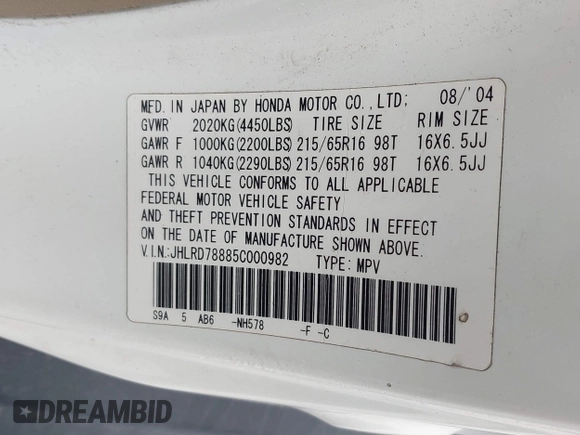 MFD. IN JAPAN BY HONDA MOTOR CO.,LTD; 08/'04
GVWR 2020KG(4450LBS) TIRE SIZE RIM SIZE
GAWR F 1000KG(2200LBS) 215/65R16 98T 16X6.5JJ
GAWR R 1040KG(2290LBS) 215/65R16 98T 16X6.5JJ
THIS VEHICLE CONFORMS TO ALL APPLICABLE
FEDERAL MOTOR VEHICLE SAFETY
AND THEFT PREVENTION STANDARDS IN EFFECT
ON THE DATE OF MANUFACTURE SHOWN ABOVE.
V.I.N:JHLRD78885C000982 TYPE: MPV
S9A 5 AB6 -NH578 -F -C
DREAMBID